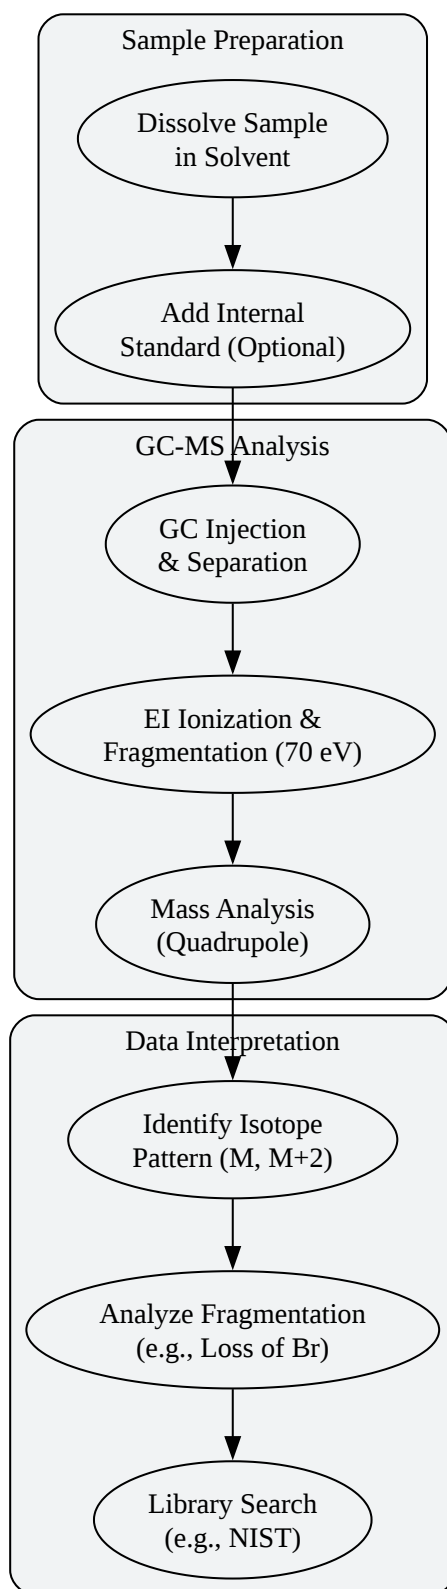 Sample Preparation
Dissolve Sample
in Solvent
Add Internal
Standard (Optional)
GC-MS Analysis
GC Injection
& Separation
EI Ionization &
Fragmentation (70 eV)
Mass Analysis
(Quadrupole)
Data Interpretation
Identify Isotope
Pattern (M, M+2)
Analyze Fragmentation
(e.g., Loss of Br)
Library Search
(e.g., NIST)